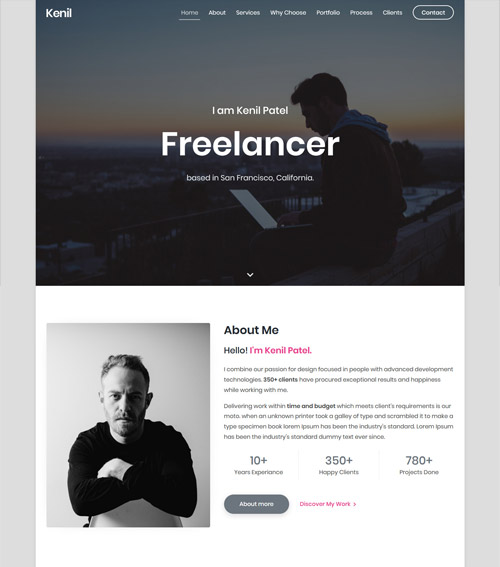 Kenil
Home About Services Why Choose Portfolio Process Clients Contact
I am Kenil Patel
Freelancer
based in San Francisco, California.
About Me
Hello! I'm Kenil Patel.
I combine our passion for design focused in people with advanced development
technologies. 350+ clients have procured exceptional results and happiness
while working with me.
Delivering work within time and budget which meets client's requirements is our
moto. when an unknown printer took a galley of type and scrambled it to make a
type specimen book lorem Ipsum has been the industry's standard. Lorem Ipsum
has been the industry's standard dummy text ever since.
10+ 350+ 780+
Years Experiance Happy Clients Projects Done
About more Discover My Work